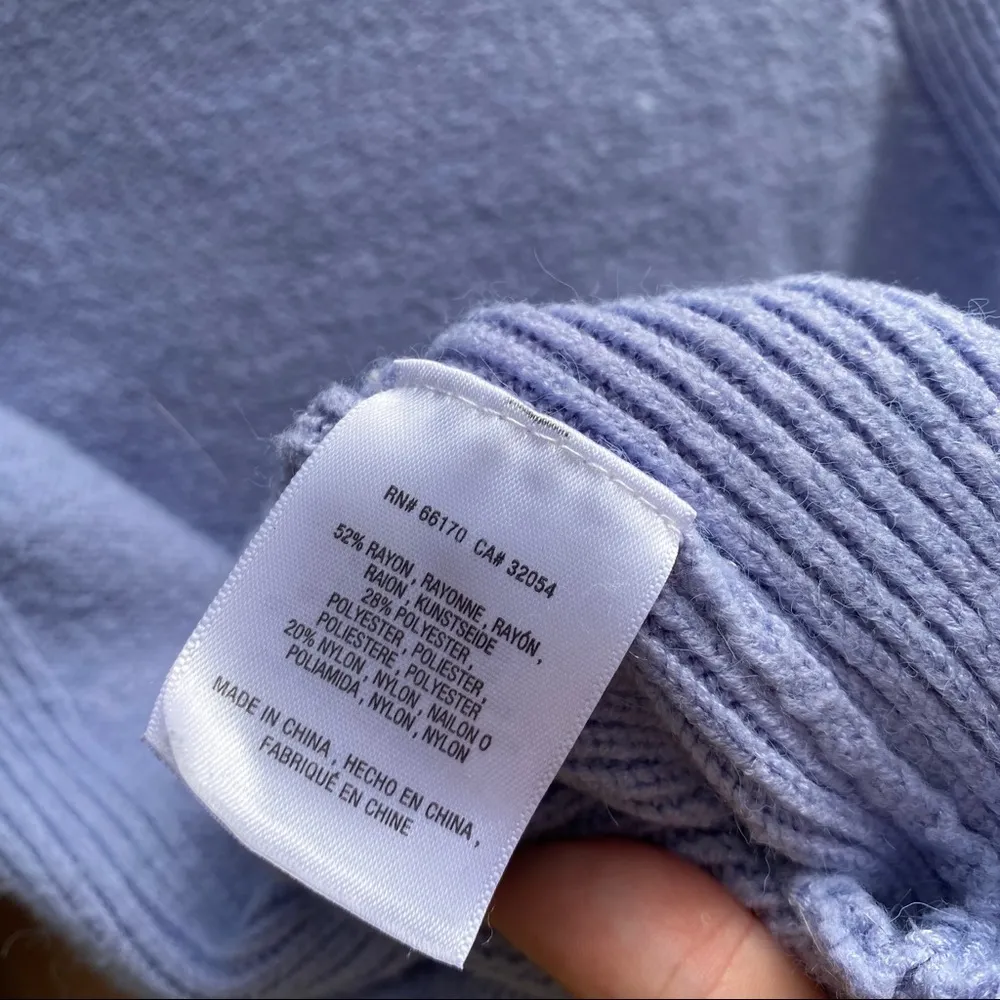 RN# 66170 CA# 32054
52% RAYON, RAYONNE, RAYÓN,
RAION, KUNSTSEIDE
28% POLYESTER,
POLYESTER, POLIESTER,
POLIESTERE, POLYESTER
20% NYLON, NYLON, NAILON O
POLIAMIDA, NYLON, NYLON
MADE IN CHINA, HECHO EN CHINA,
FABRIQUÉ EN CHINE